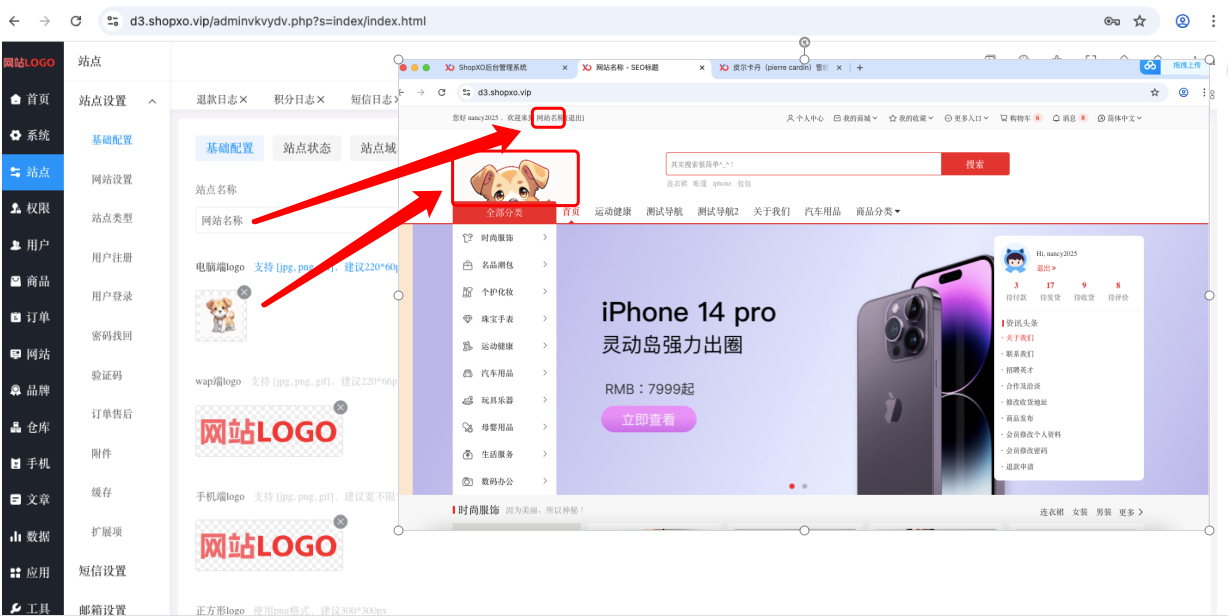 d3.shopxo.vip/adminvkvydv.php?s=index/index.html
网站LOGO
首页
系统
站点
权限
用户
商品
订单
网站
品牌
仓库
手机
文章
数据
应用
工具
站点
站点设置
基础配置
网站设置
站点类型
用户注册
用户登录
密码找回
验证码
订单售后
附件
缓存
扩展项
短信设置
邮箱设置
退款日志× 积分日志× 短信日志×
基础配置 站点状态 站点域
站点名称
网站名称
电脑端logo 支持 [jpg, png, gif], 建议220*60p
wap端logo 支持 [jpg, png, gif], 建议220*66p
网站LOGO
手机端logo 支持 [jpg, png, gif], 建议宽不限
网站LOGO
正方形logo 使用png格式, 建议300*300px
ShopXO后台管理系统 × 网站名称 - SEO标题 × 皮尔卡丹（pierre cardin）雪 × +
拖拽上传
d3.shopxo.vip
您好 nancy2025， 欢迎来到 网站名称[退出]
个人中心 我的商城 我的收藏 更多入口 购物车 6 消息 8 简体中文
其实搜索很简单^_^ !
搜索
连衣裙 帐篷 iphone 包包
全部分类 首页 运动健康 测试导航 测试导航2 关于我们 汽车用品 商品分类
时尚服饰
名品潮包
个护化妆
珠宝手表
运动健康
汽车用品
玩具乐器
母婴用品
生活服务
数码办公
iPhone 14 pro
灵动岛强力出圈
RMB：7999起
立即查看
Hi, nancy2025
退出 »
3 17 9 8
待付款 待发货 待收货 待评价
资讯头条
· 关于我们
· 联系我们
· 招聘英才
· 合作及洽谈
· 修改收货地址
· 商品发布
· 会员修改个人资料
· 会员修改密码
· 退款申请
时尚服饰 因为美丽、所以神秘！
连衣裙 女装 男装 更多 >